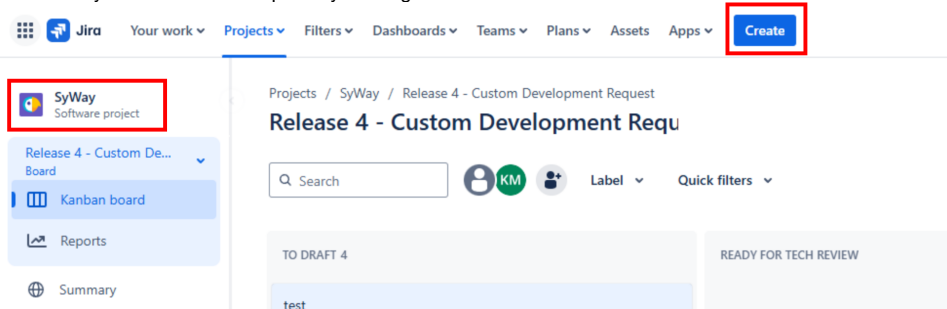 Jira Your work Projects Filters Dashboards Teams Plans Assets Apps Create
SyWay
Software project
Projects / SyWay / Release 4 - Custom Development Request
Release 4 - Custom Development Requ
Release 4 - Custom De...
Board
Search KM Label Quick filters
Kanban board
Reports
TO DRAFT 4 READY FOR TECH REVIEW
Summary
test